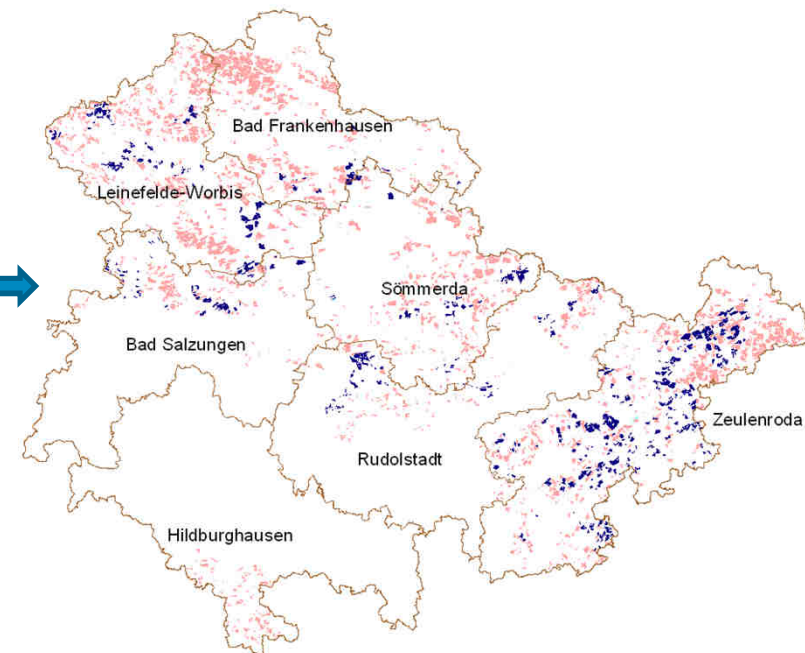 Bad Frankenhausen
Leinefelde-Worbis
Sömmerda
Bad Salzungen
Zeulenroda
Rudolstadt
Hildburghausen